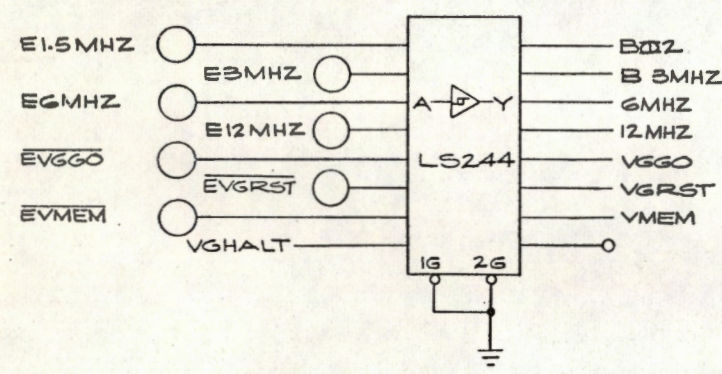 E1.5MHZ
E3MHZ
B 3MHZ
E6MHZ
A
Y
6MHZ
E12MHZ
12MHZ
EVGGO
LS244
VGGO
EVGRST
VGRST
EVMEM
VMEM
VGHALT
1G 2G